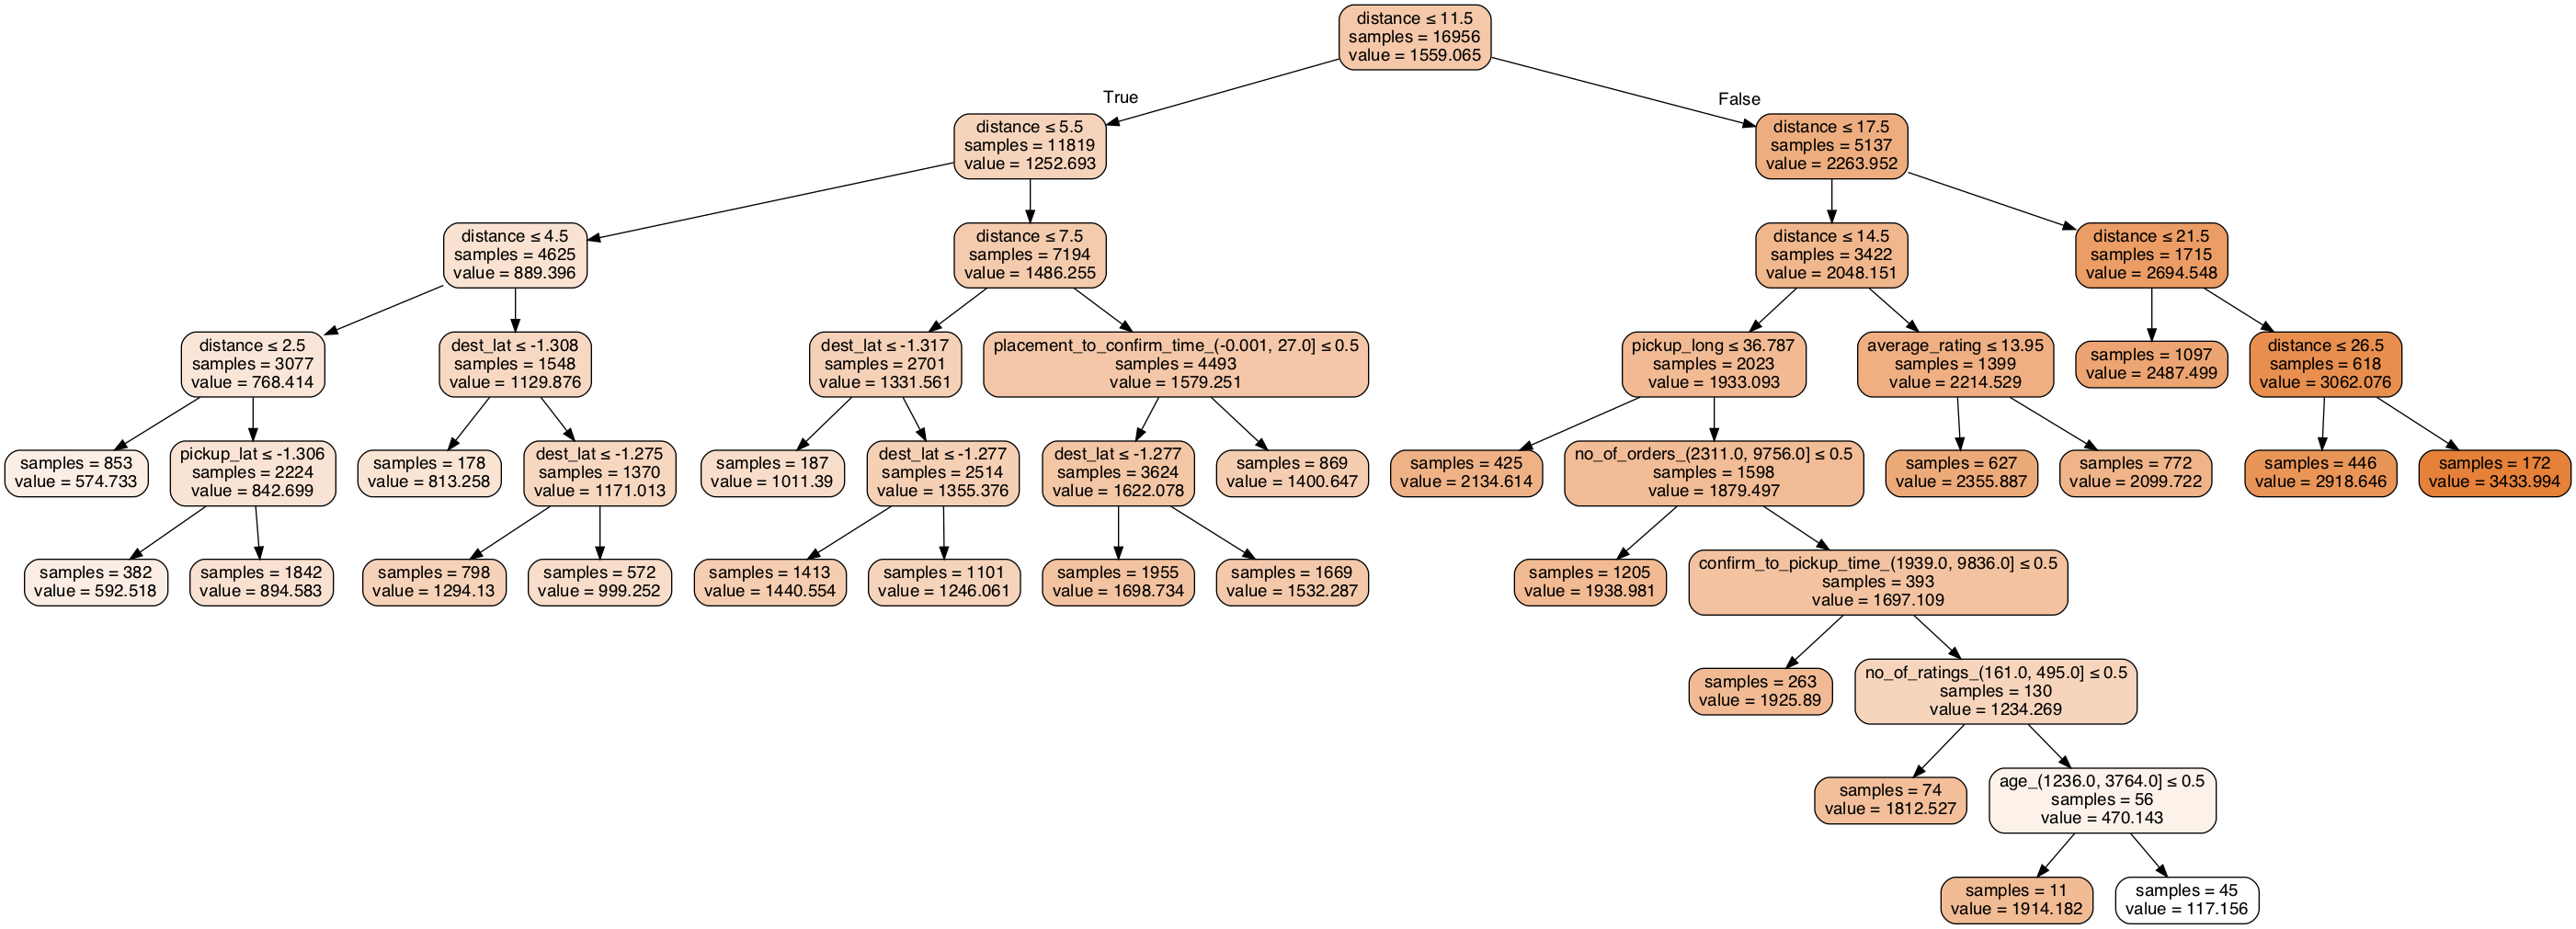 distance ≤ 11.5
samples = 16956
value = 1559.065
True
False
distance ≤ 5.5
samples = 11819
value = 1252.693
distance ≤ 17.5
samples = 5137
value = 2263.952
distance ≤ 4.5
samples = 4625
value = 889.396
distance ≤ 7.5
samples = 7194
value = 1486.255
distance ≤ 14.5
samples = 3422
value = 2048.151
distance ≤ 21.5
samples = 1715
value = 2694.548
distance ≤ 2.5
samples = 3077
value = 768.414
dest_lat ≤ -1.308
samples = 1548
value = 1129.876
dest_lat ≤ -1.317
samples = 2701
value = 1331.561
placement_to_confirm_time_(-0.001, 27.0] ≤ 0.5
samples = 4493
value = 1579.251
pickup_long ≤ 36.787
samples = 2023
value = 1933.093
average_rating ≤ 13.95
samples = 1399
value = 2214.529
samples = 1097
value = 2487.499
distance ≤ 26.5
samples = 618
value = 3062.076
samples = 853
value = 574.733
pickup_lat ≤ -1.306
samples = 2224
value = 842.699
samples = 178
value = 813.258
dest_lat ≤ -1.275
samples = 1370
value = 1171.013
samples = 187
value = 1011.39
dest_lat ≤ -1.277
samples = 2514
value = 1355.376
dest_lat ≤ -1.277
samples = 3624
value = 1622.078
samples = 869
value = 1400.647
samples = 425
value = 2134.614
no_of_orders_(2311.0, 9756.0] ≤ 0.5
samples = 1598
value = 1879.497
samples = 627
value = 2355.887
samples = 772
value = 2099.722
samples = 446
value = 2918.646
samples = 172
value = 3433.994
samples = 382
value = 592.518
samples = 1842
value = 894.583
samples = 798
value = 1294.13
samples = 572
value = 999.252
samples = 1413
value = 1440.554
samples = 1101
value = 1246.061
samples = 1955
value = 1698.734
samples = 1669
value = 1532.287
samples = 1205
value = 1938.981
confirm_to_pickup_time_(1939.0, 9836.0] ≤ 0.5
samples = 393
value = 1697.109
samples = 263
value = 1925.89
no_of_ratings_(161.0, 495.0] ≤ 0.5
samples = 130
value = 1234.269
samples = 74
value = 1812.527
age_(1236.0, 3764.0] ≤ 0.5
samples = 56
value = 470.143
samples = 11
value = 1914.182
samples = 45
value = 117.156